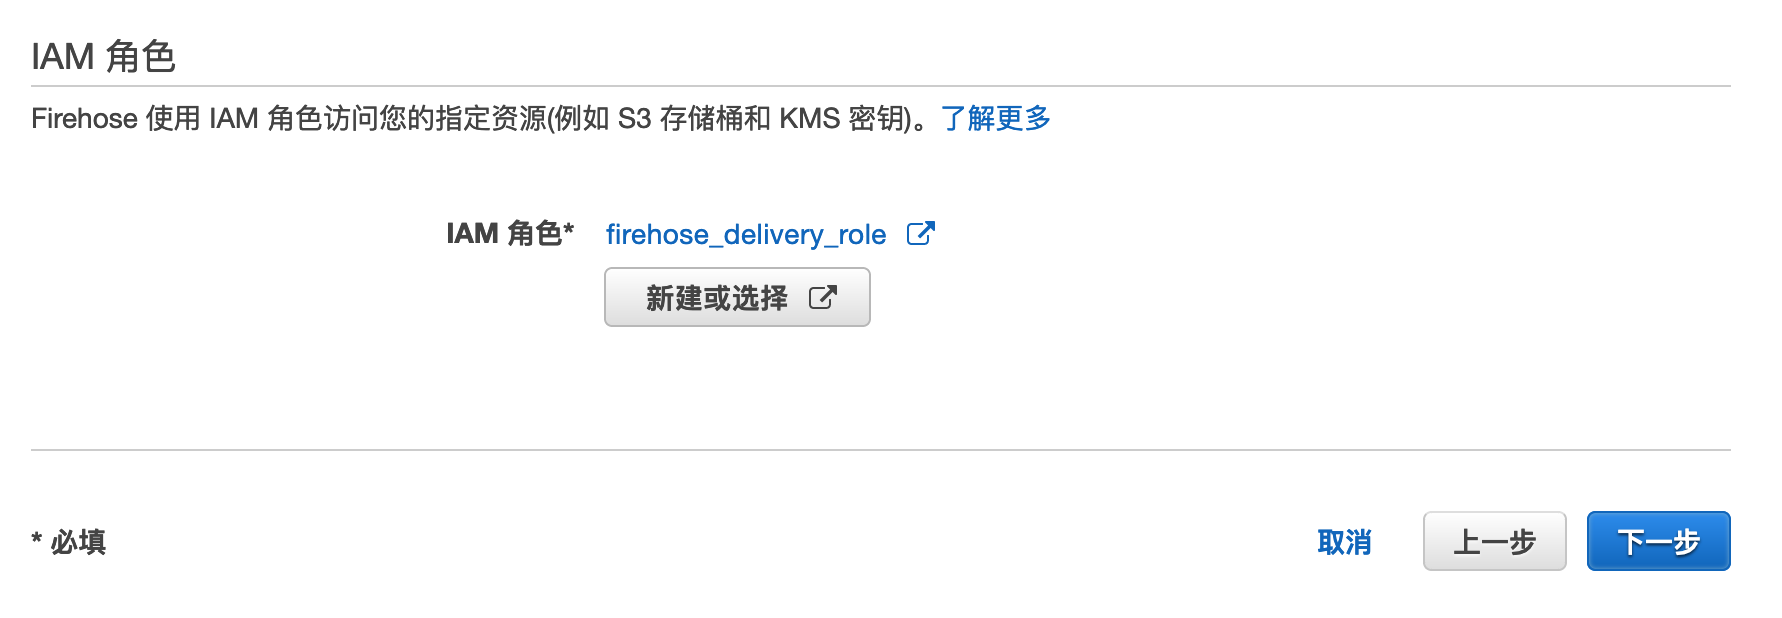 IAM 角色
Firehose 使用 IAM 角色访问您的指定资源(例如 S3 存储桶和 KMS 密钥)。了解更多
IAM 角色* firehose_delivery_role
新建或选择
* 必填 取消 上一步 下一步